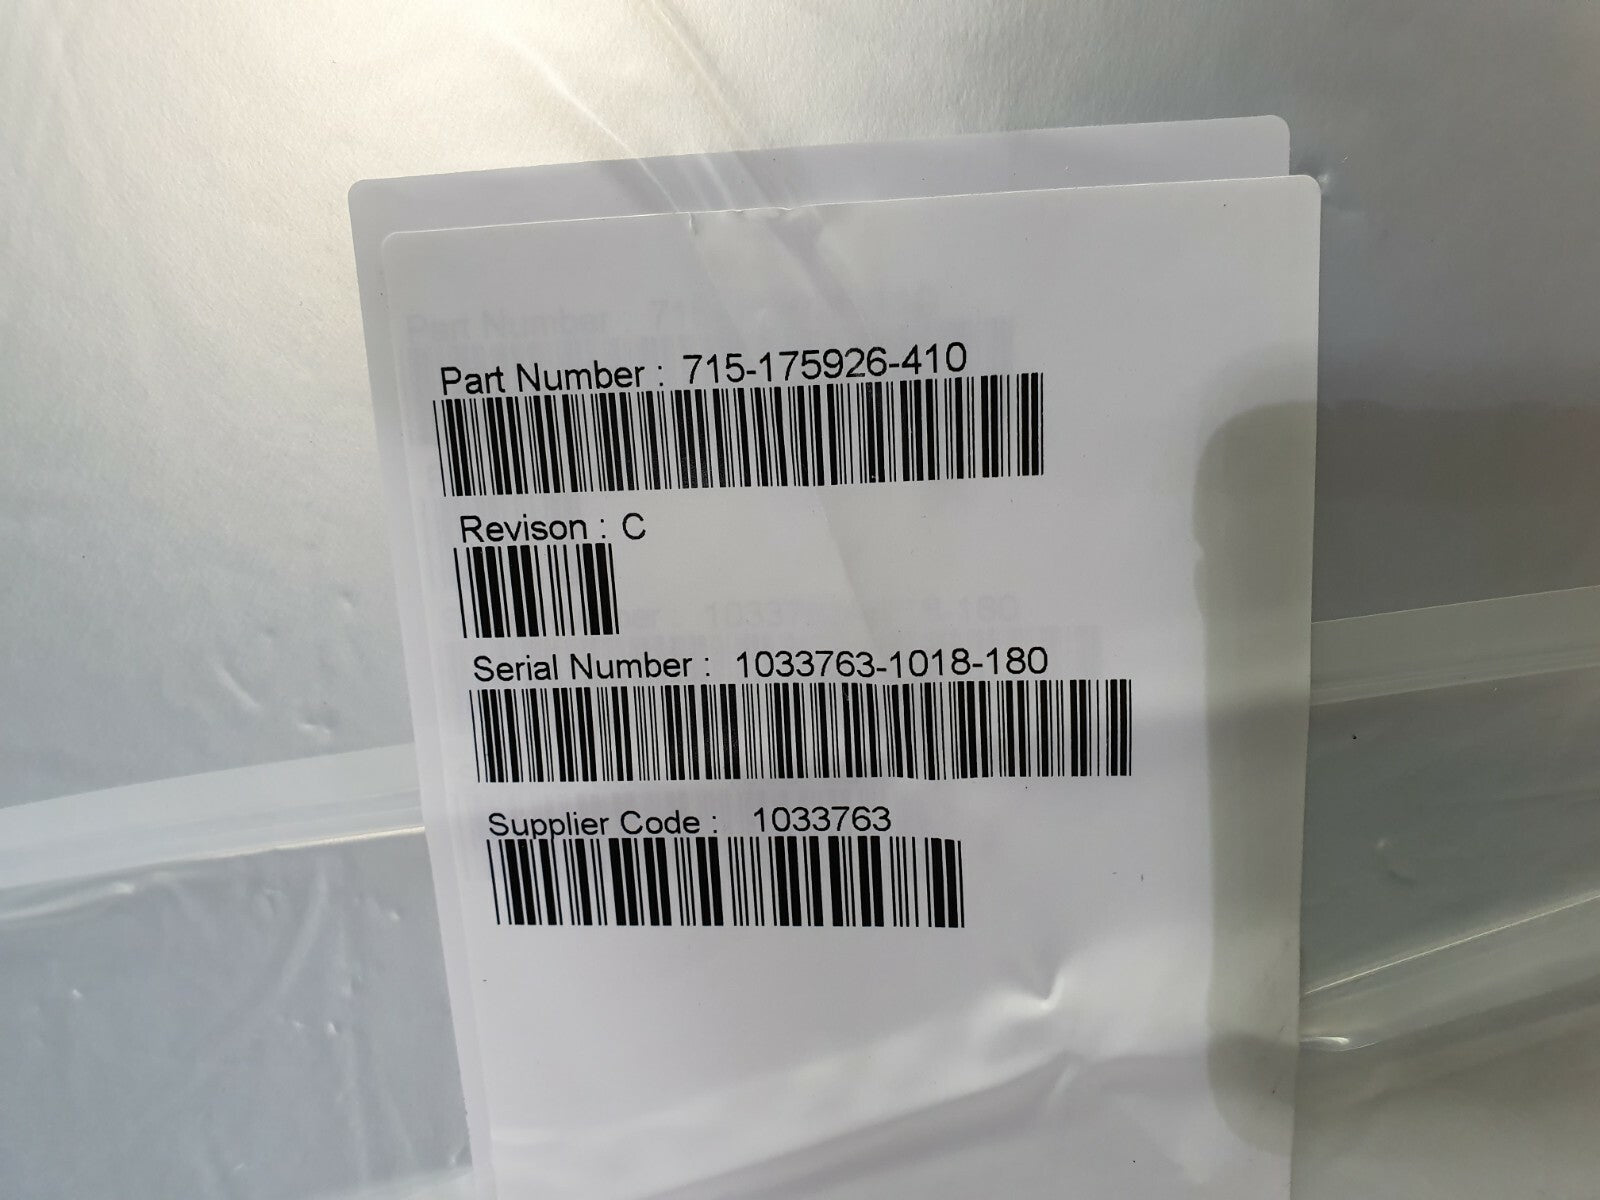 Part Number : 715-175926-410
Revison : C
Serial Number : 1033763-1018-180
Supplier Code : 1033763